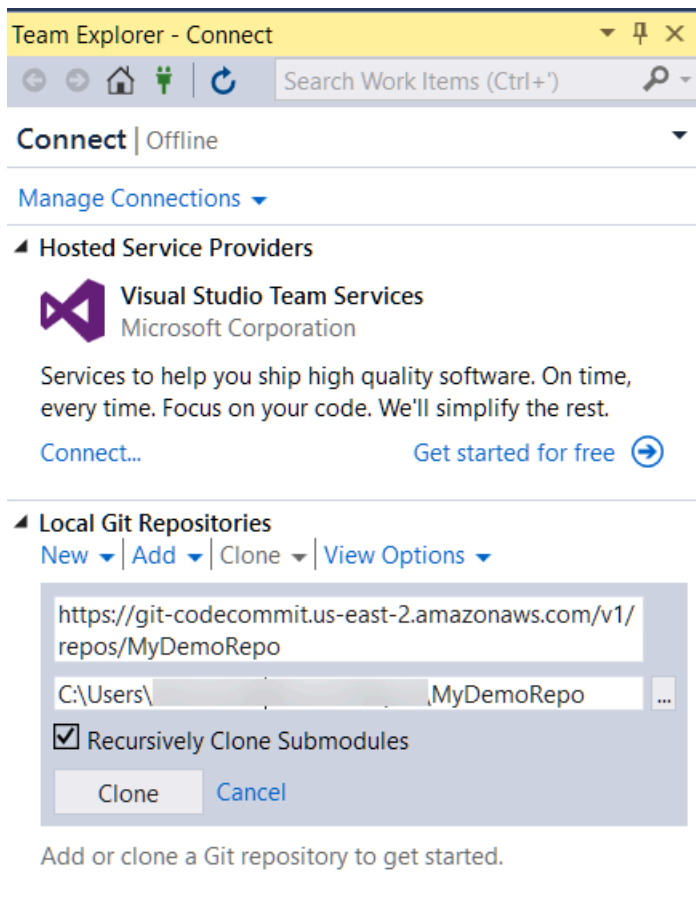 Team Explorer - Connect
Search Work Items (Ctrl+')
Connect | Offline
Manage Connections
Hosted Service Providers
Visual Studio Team Services
Microsoft Corporation
Services to help you ship high quality software. On time,
every time. Focus on your code. We'll simplify the rest.
Connect... Get started for free
Local Git Repositories
New | Add | Clone | View Options
https://git-codecommit.us-east-2.amazonaws.com/v1/
repos/MyDemoRepo
C:\Users\ \MyDemoRepo ...
Recursively Clone Submodules
Clone Cancel
Add or clone a Git repository to get started.